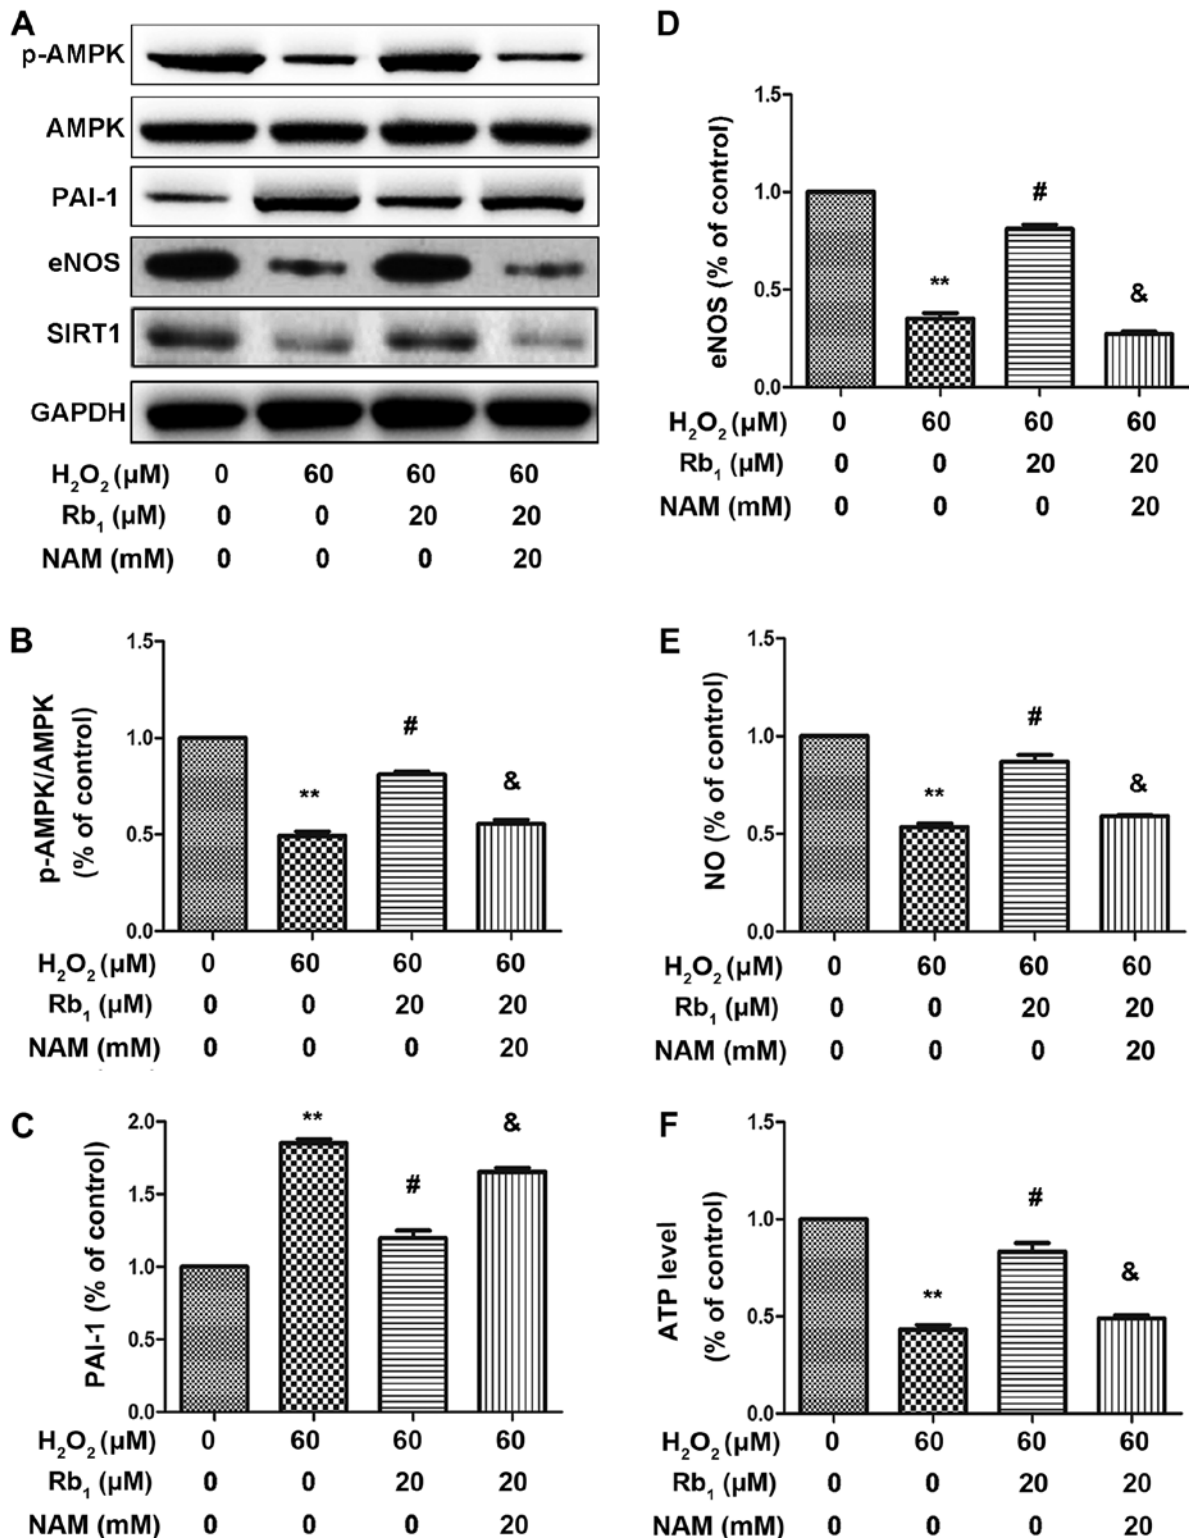 A
p-AMPK
AMPK
PAI-1
eNOS
SIRT1
GAPDH
H₂O₂ (µM) 0 60 60 60
Rb₁ (µM) 0 0 20 20
NAM (mM) 0 0 0 20
B
p-AMPK/AMPK
(% of control)
1.5
1.0
0.5
0.0
** # &
H₂O₂ (µM) 0 60 60 60
Rb₁ (µM) 0 0 20 20
NAM (mM) 0 0 0 20
C
PAI-1 (% of control)
2.0
1.5
1.0
0.5
0.0
** # &
H₂O₂ (µM) 0 60 60 60
Rb₁ (µM) 0 0 20 20
NAM (mM) 0 0 0 20
D
eNOS (% of control)
1.5
1.0
0.5
0.0
** # &
H₂O₂ (µM) 0 60 60 60
Rb₁ (µM) 0 0 20 20
NAM (mM) 0 0 0 20
E
NO (% of control)
1.5
1.0
0.5
0.0
** # &
H₂O₂ (µM) 0 60 60 60
Rb₁ (µM) 0 0 20 20
NAM (mM) 0 0 0 20
F
ATP level
(% of control)
1.5
1.0
0.5
0.0
** # &
H₂O₂ (µM) 0 60 60 60
Rb₁ (µM) 0 0 20 20
NAM (mM) 0 0 0 20